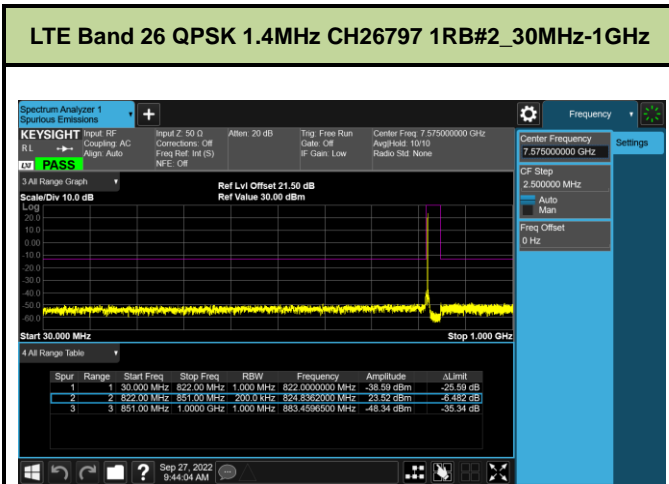 LTE Band 26 QPSK 1.4MHz CH26797 1RB#2_30MHz-1GHz
Spectrum Analyzer 1
Spurious Emissions
Frequency
KEYSIGHT
RL
PASS
Input: RF
Coupling: AC
Align: Auto
Input Z: 50 Ω
Corrections: Off
Freq Ref: Int (S)
NFE: Off
Atten: 20 dB
Trig: Free Run
Gate: Off
IF Gain: Low
Center Freq: 7.575000000 GHz
Avg|Hold: 10/10
Radio Std: None
Center Frequency
7.575000000 GHz
Settings
CF Step
2.500000 MHz
Auto
Man
Freq Offset
0 Hz
3 All Range Graph
Scale/Div 10.0 dB
Ref Lvl Offset 21.50 dB
Ref Value 30.00 dBm
Log
20.0
10.0
0.00
-10.0
-20.0
-30.0
-40.0
-50.0
-60.0
Start 30.000 MHz Stop 1.000 GHz
4 All Range Table
Spur Range Start Freq Stop Freq RBW Frequency Amplitude ΔLimit
1 1 30.000 MHz 822.00 MHz 1.000 MHz 822.0000000 MHz -38.59 dBm -25.59 dB
2 2 822.00 MHz 851.00 MHz 200.0 kHz 824.8362000 MHz 23.52 dBm -6.482 dB
3 3 851.00 MHz 1.0000 GHz 1.000 MHz 883.4596500 MHz -48.34 dBm -35.34 dB
Sep 27, 2022
9:44:04 AM